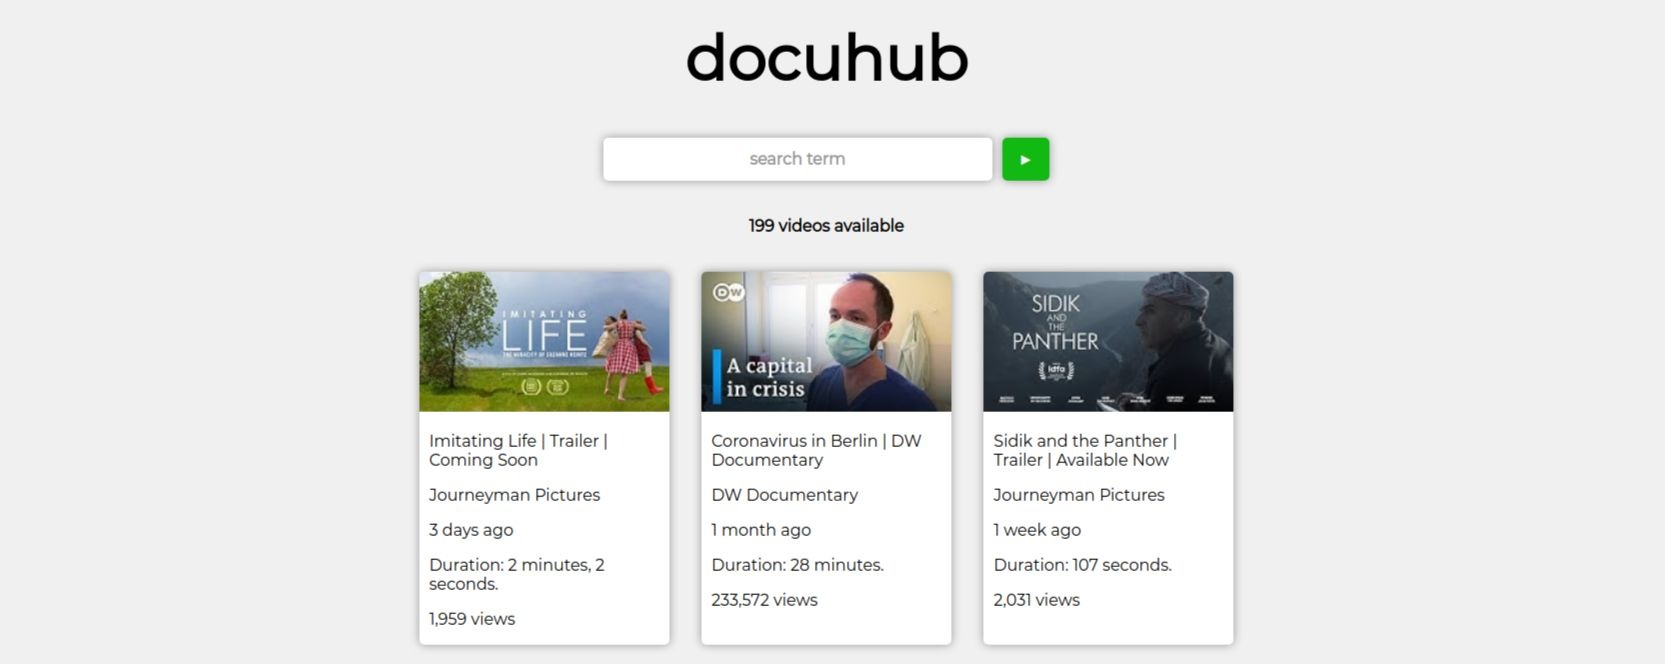 docuhub
search term
199 videos available
IMITATING
LIFE
THE AUDACITY OF SUZANNE HEINTZ
Imitating Life | Trailer |
Coming Soon
Journeyman Pictures
3 days ago
Duration: 2 minutes, 2
seconds.
1,959 views
DW
A capital
in crisis
Coronavirus in Berlin | DW
Documentary
DW Documentary
1 month ago
Duration: 28 minutes.
233,572 views
SIDIK
AND
THE
PANTHER
idfa
Sidik and the Panther |
Trailer | Available Now
Journeyman Pictures
1 week ago
Duration: 107 seconds.
2,031 views